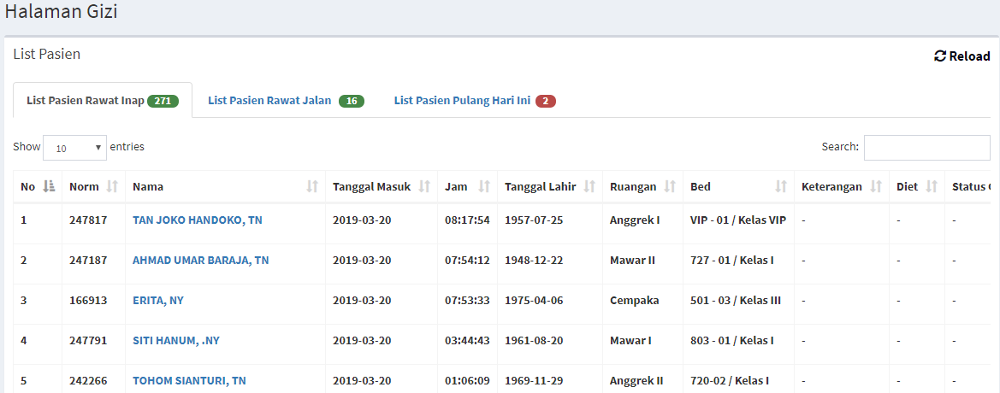 Halaman Gizi
List Pasien
Reload
List Pasien Rawat Inap 271 List Pasien Rawat Jalan 16 List Pasien Pulang Hari Ini 2
Show 10 entries Search:
No Norm Nama Tanggal Masuk Jam Tanggal Lahir Ruangan Bed Keterangan Diet Status
1 247817 TAN JOKO HANDOKO, TN 2019-03-20 08:17:54 1957-07-25 Anggrek I VIP - 01 / Kelas VIP - - -
2 247187 AHMAD UMAR BARAJA, TN 2019-03-20 07:54:12 1948-12-22 Mawar II 727 - 01 / Kelas I - - -
3 166913 ERITA, NY 2019-03-20 07:53:33 1975-04-06 Cempaka 501 - 03 / Kelas III - - -
4 247791 SITI HANUM, .NY 2019-03-20 03:44:43 1961-08-20 Mawar I 803 - 01 / Kelas I - - -
5 242266 TOHOM SIANTURI, TN 2019-03-20 01:06:09 1969-11-29 Anggrek II 720-02 / Kelas I - - -